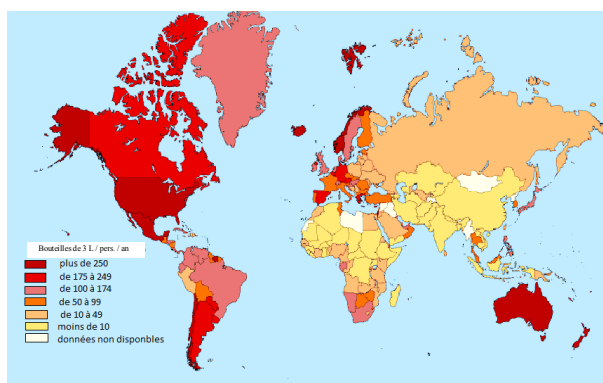 Bouteilles de 3 L / pers. / an
plus de 250
de 175 à 249
de 100 à 174
de 50 à 99
de 10 à 49
moins de 10
données non disponbles